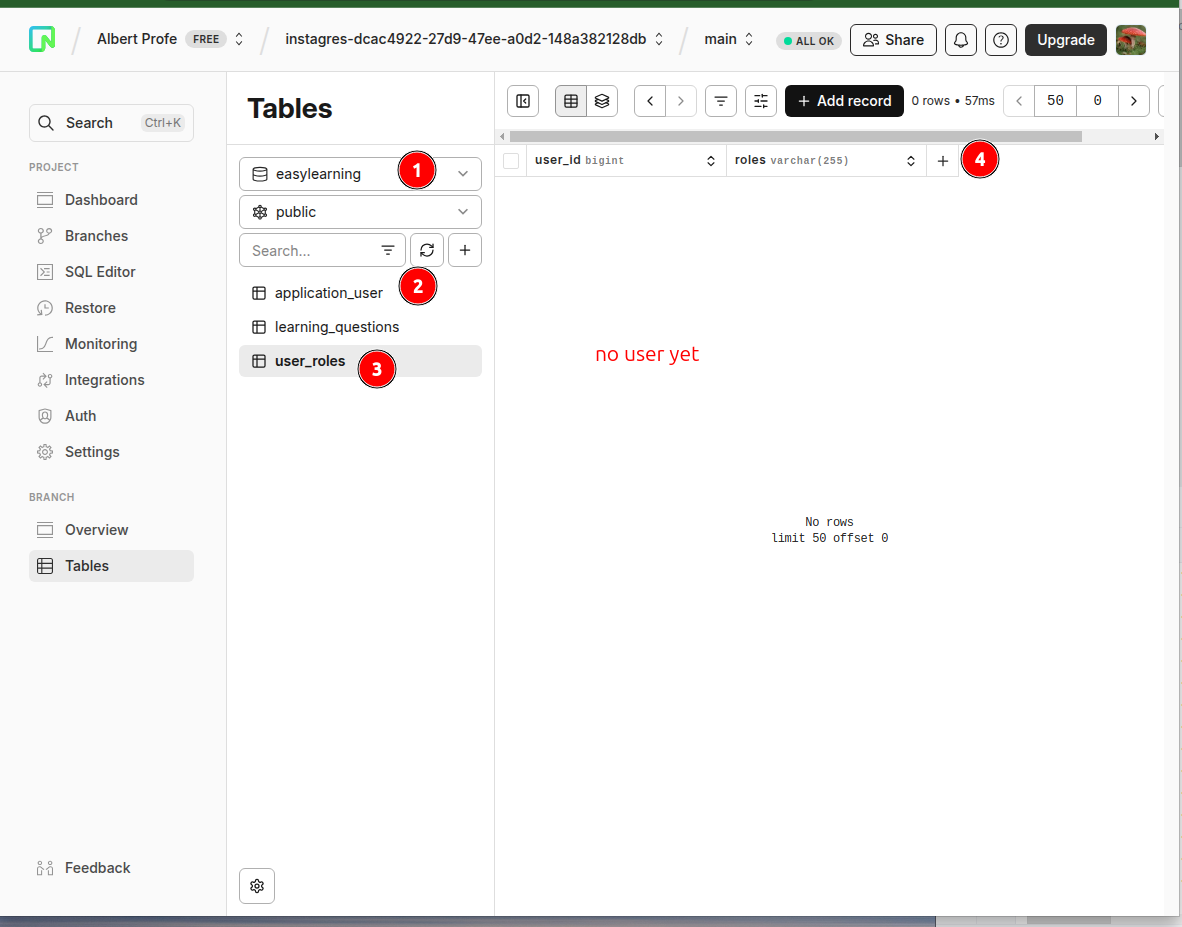 Albert Profe FREE instagres-dcac4922-27d9-47ee-a0d2-148a382128db main ALL OK Share Upgrade
Search Ctrl+K
PROJECT
Dashboard
Branches
SQL Editor
Restore
Monitoring
Integrations
Auth
Settings
BRANCH
Overview
Tables
Feedback
Tables
easylearning 1
public
Search...
application_user 2
learning_questions
user_roles 3
Add record 0 rows • 57ms 50 0
user_id bigint roles varchar(255) 4
no user yet
No rows
limit 50 offset 0